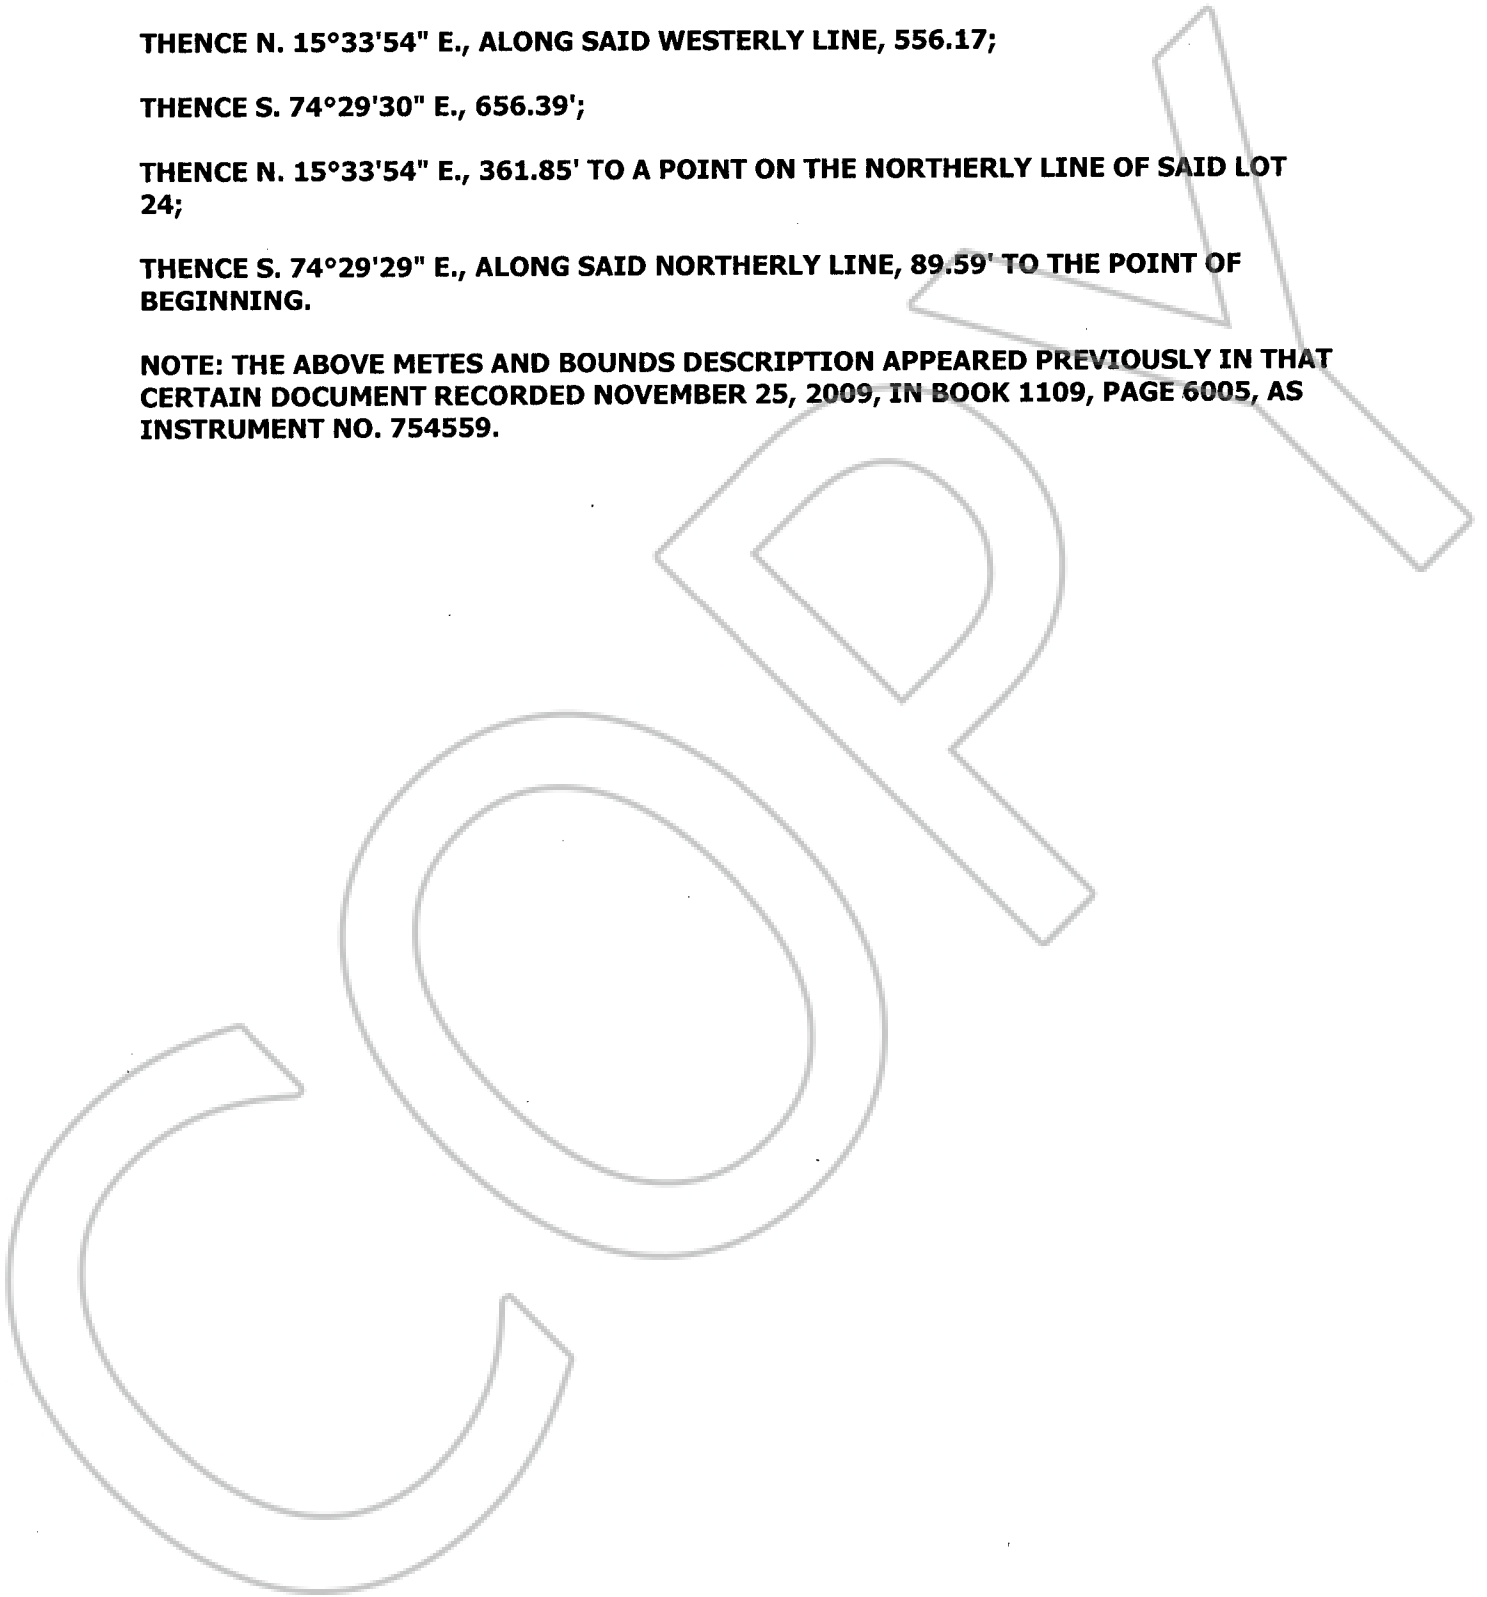 THENCE N. 15°33'54" E., ALONG SAID WESTERLY LINE, 556.17;
THENCE S. 74°29'30" E., 656.39';
THENCE N. 15°33'54" E., 361.85' TO A POINT ON THE NORTHERLY LINE OF SAID LOT
24;
THENCE S. 74°29'29" E., ALONG SAID NORTHERLY LINE, 89.59' TO THE POINT OF
BEGINNING.
NOTE: THE ABOVE METES AND BOUNDS DESCRIPTION APPEARED PREVIOUSLY IN THAT
CERTAIN DOCUMENT RECORDED NOVEMBER 25, 2009, IN BOOK 1109, PAGE 6005, AS
INSTRUMENT NO. 754559.
COPY